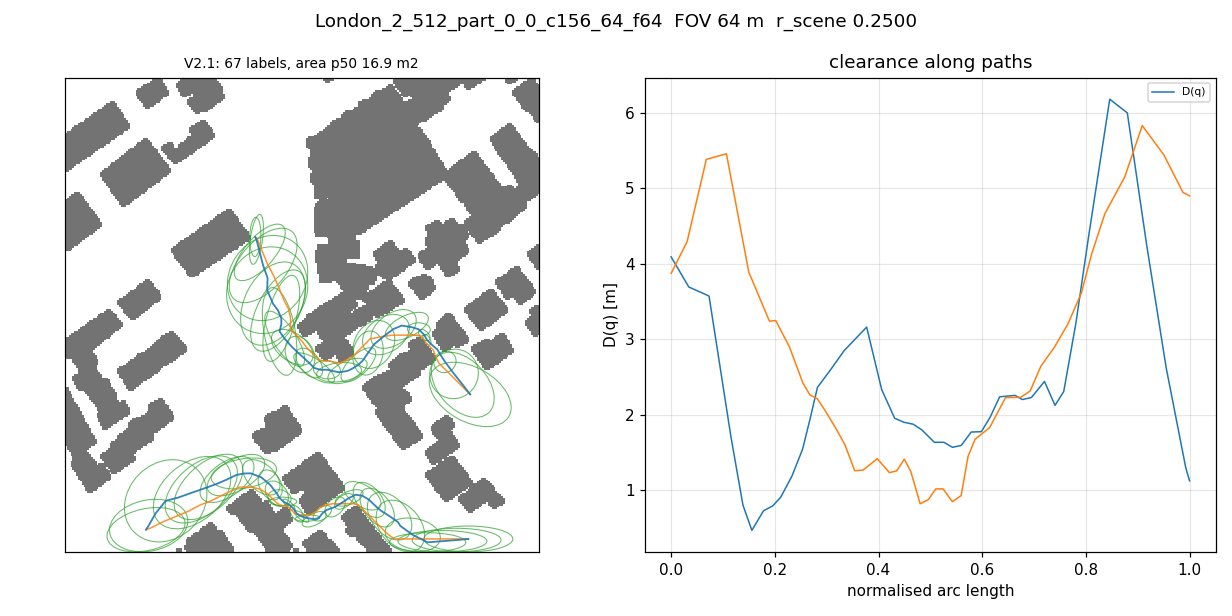 London_2_512_part_0_0_c156_64_f64  FOV 64 m  r_scene 0.2500
V2.1: 67 labels, area p50 16.9 m2
clearance along paths
D(q)
6
5
4
3
2
1
D(q) [m]
0.0 0.2 0.4 0.6 0.8 1.0
normalised arc length